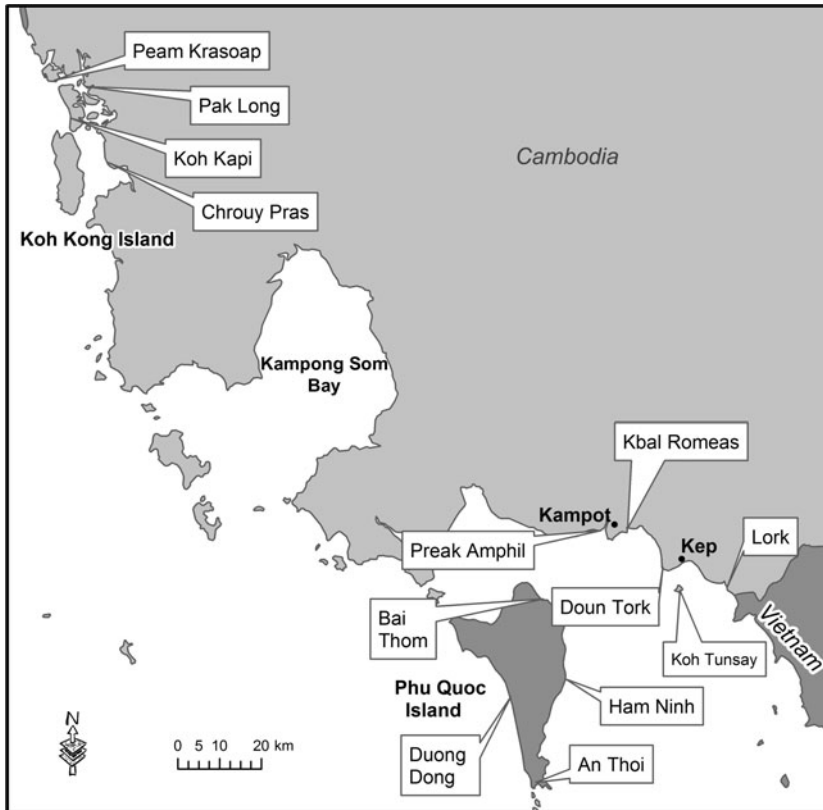 Peam Krasoap
Pak Long
Koh Kapi
Cambodia
Chrouy Pras
Koh Kong Island
Kampong Som
Bay
Kbal Romeas
Kampot
Lork
Preak Amphil
Kep
Bai
Thom
Doun Tork
Vietnam
Koh Tunsay
Phu Quoc
Island
Ham Ninh
N
0 5 10 20 km
Duong
Dong
An Thoi